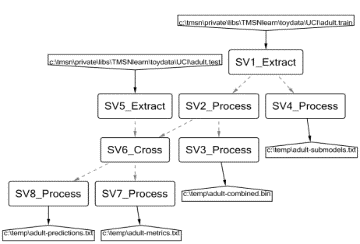 c:\tmsn\private\libs\TMSNlearn\toydata\UCI\adult.train
SV1_Extract
c:\tmsn\private\libs\TMSNlearn\toydata\UCI\adult.test
SV5_Extract
SV2_Process
SV4_Process
SV6_Cross
SV3_Process
c:\temp\adult-submodels.txt
SV8_Process
SV7_Process
c:\temp\adult-combined.bin
c:\temp\adult-predictions.txt
c:\temp\adult-metrics.txt